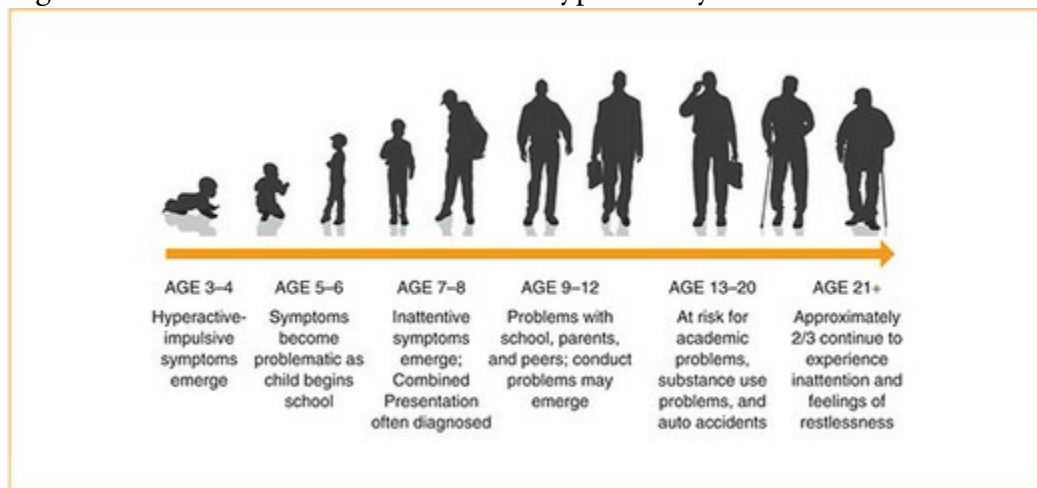 AGE 3–4
Hyperactive-
impulsive
symptoms
emerge
AGE 5–6
Symptoms
become
problematic as
child begins
school
AGE 7–8
Inattentive
symptoms
emerge;
Combined
Presentation
often diagnosed
AGE 9–12
Problems with
school, parents,
and peers; conduct
problems may
emerge
AGE 13–20
At risk for
academic
problems,
substance use
problems, and
auto accidents
AGE 21+
Approximately
2/3 continue to
experience
inattention and
feelings of
restlessness